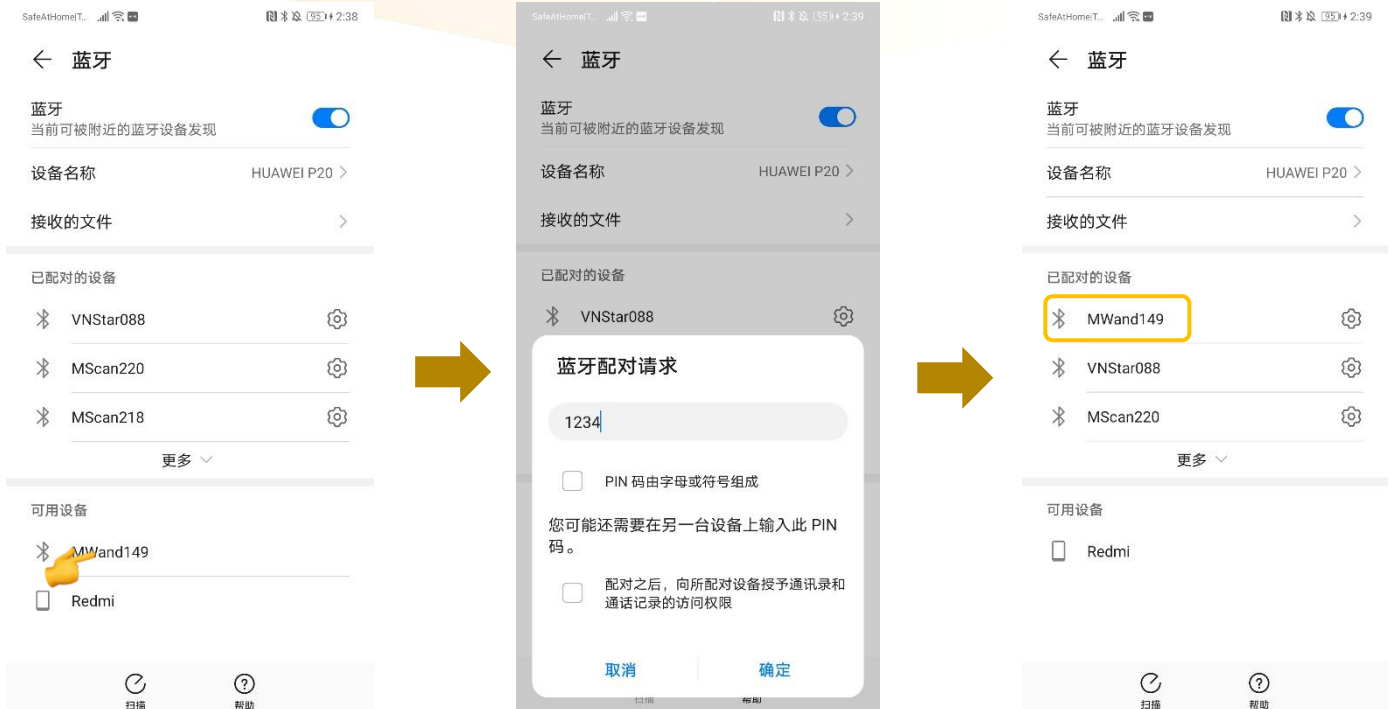 SafeAtHome|T... 95 2:38
蓝牙
蓝牙
当前可被附近的蓝牙设备发现
设备名称 HUAWEI P20
接收的文件
已配对的设备
VNStar088
MScan220
MScan218
更多
可用设备
MWand149
Redmi
扫描 帮助
SafeAtHome|T... 95 2:39
蓝牙
蓝牙
当前可被附近的蓝牙设备发现
设备名称 HUAWEI P20
接收的文件
已配对的设备
VNStar088
蓝牙配对请求
1234
PIN 码由字母或符号组成
您可能还需要在另一台设备上输入此 PIN
码。
配对之后，向所配对设备授予通讯录和
通话记录的访问权限
取消 确定
扫描 帮助
SafeAtHome|T... 95 2:39
蓝牙
蓝牙
当前可被附近的蓝牙设备发现
设备名称 HUAWEI P20
接收的文件
已配对的设备
MWand149
VNStar088
MScan220
更多
可用设备
Redmi
扫描 帮助